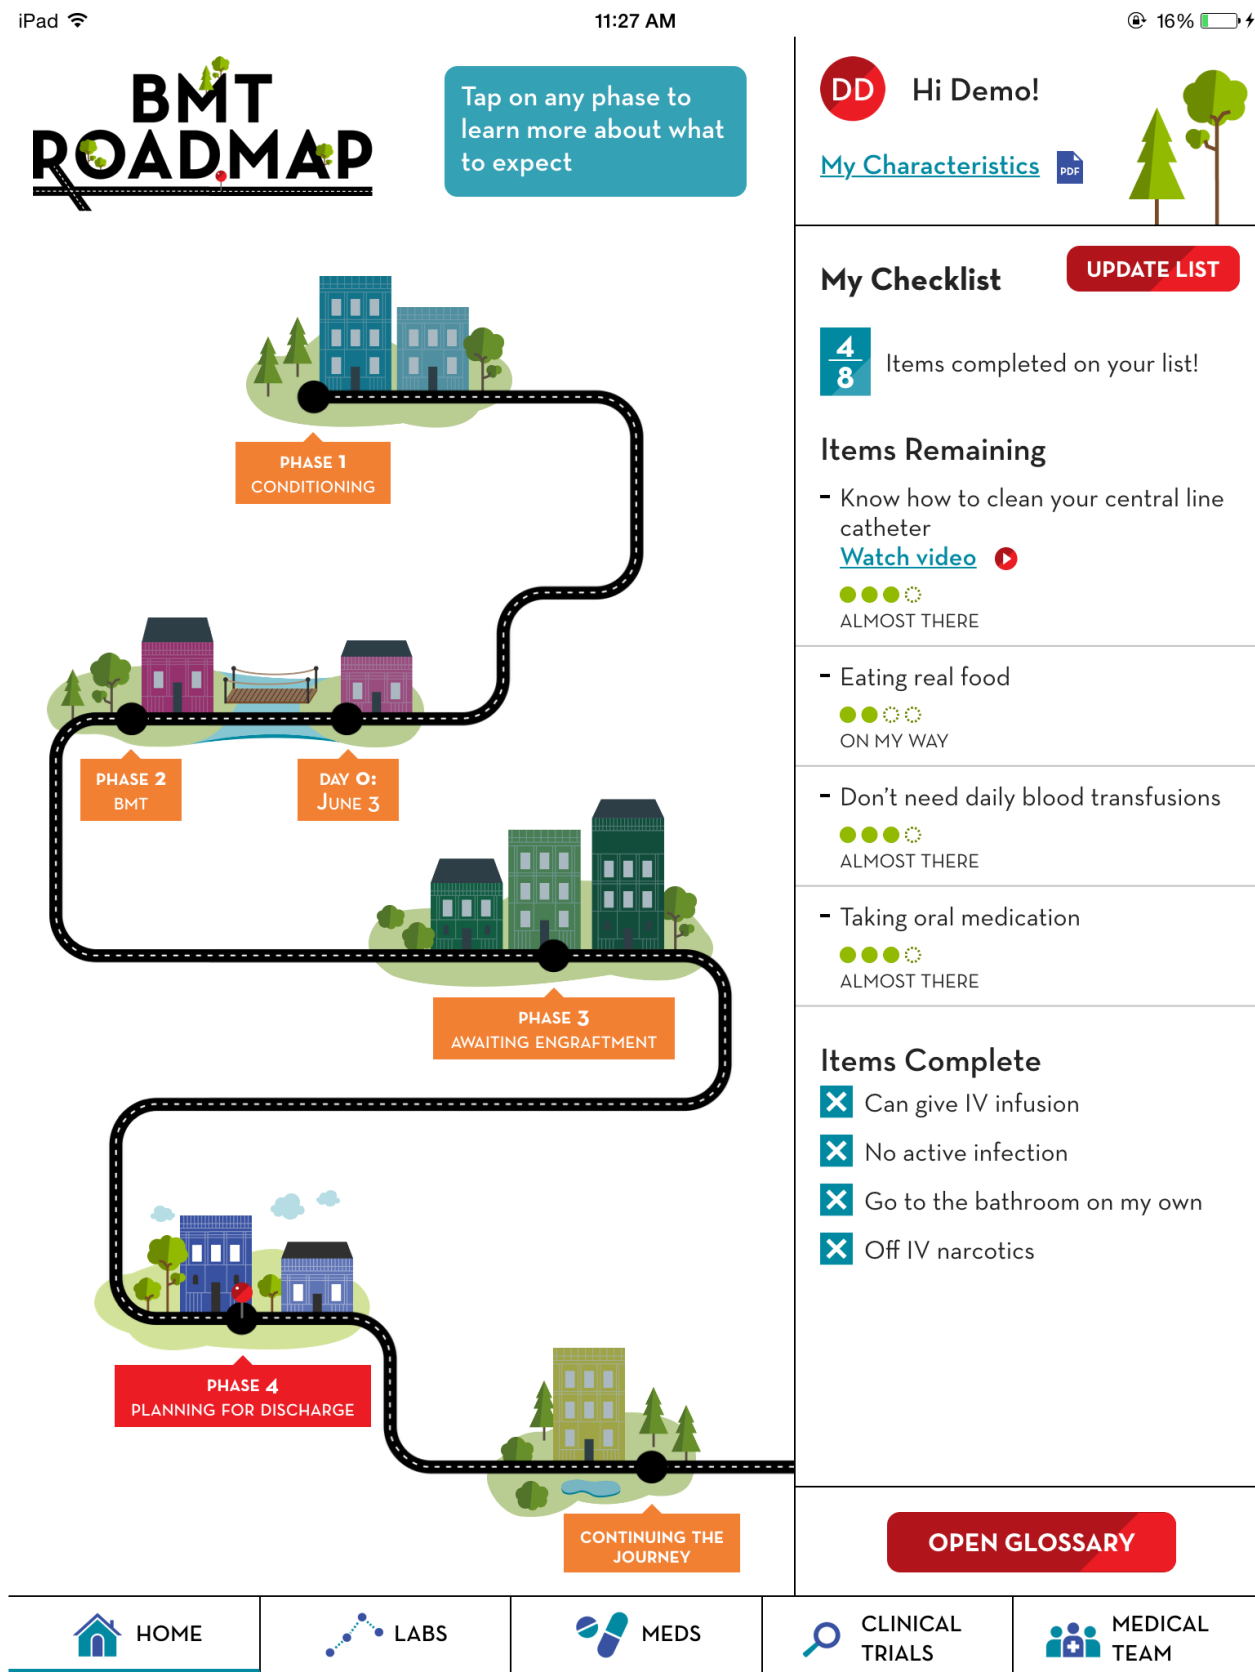 iPad
11:27 AM
16%
BMT
ROADMAP
Tap on any phase to
learn more about what
to expect
DD
Hi Demo!
My Characteristics
PDF
PHASE 1
CONDITIONING
PHASE 2
BMT
DAY 0:
JUNE 3
PHASE 3
AWAITING ENGRAFTMENT
PHASE 4
PLANNING FOR DISCHARGE
CONTINUING THE
JOURNEY
My Checklist
UPDATE LIST
4
8
Items completed on your list!
Items Remaining
- Know how to clean your central line
catheter
Watch video
ALMOST THERE
- Eating real food
ON MY WAY
- Don't need daily blood transfusions
ALMOST THERE
- Taking oral medication
ALMOST THERE
Items Complete
Can give IV infusion
No active infection
Go to the bathroom on my own
Off IV narcotics
OPEN GLOSSARY
HOME
LABS
MEDS
CLINICAL
TRIALS
MEDICAL
TEAM